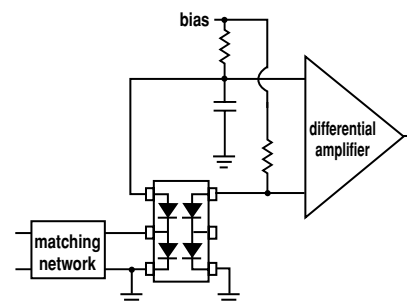 bias
differential
amplifier
matching
network